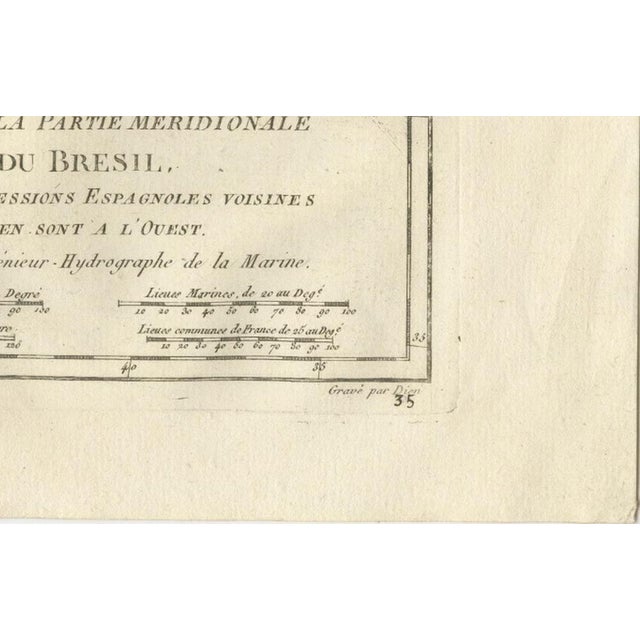 LA PARTIE MERIDIONALE
DU BRESIL,
ESSIONS ESPAGNOLES VOISINES
EN SONT A L'OUEST.
énieur-Hydrographe de la Marine.
Degré
90 100
Lieues Marines, de 20 au Degé.
10 20 30 40 50 60 70 80 90 100
ro.
Lieues communes de France de 25 au Degé.
10 20 30 40 50 60 70 80 90 100
35
40 35
Gravé par Dien
35